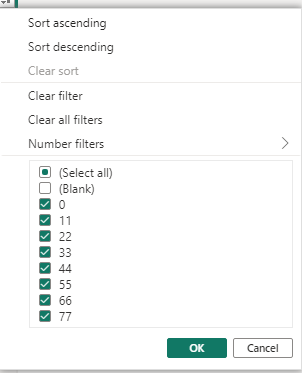 Sort ascending
Sort descending
Clear sort
Clear filter
Clear all filters
Number filters
(Select all)
(Blank)
0
11
22
33
44
55
66
77
OK Cancel